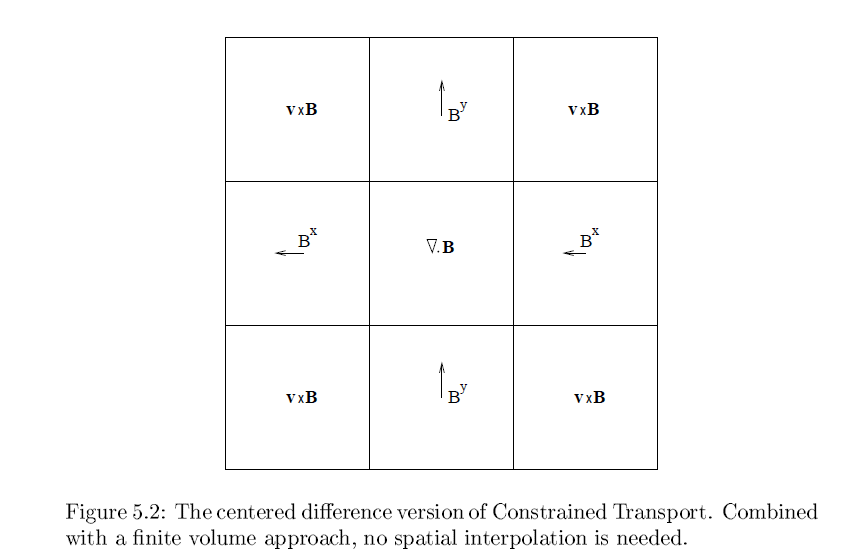 v x B
B^y
v x B
B^x
∇. B
B^x
v x B
B^y
v x B
Figure 5.2: The centered difference version of Constrained Transport. Combined
with a finite volume approach, no spatial interpolation is needed.